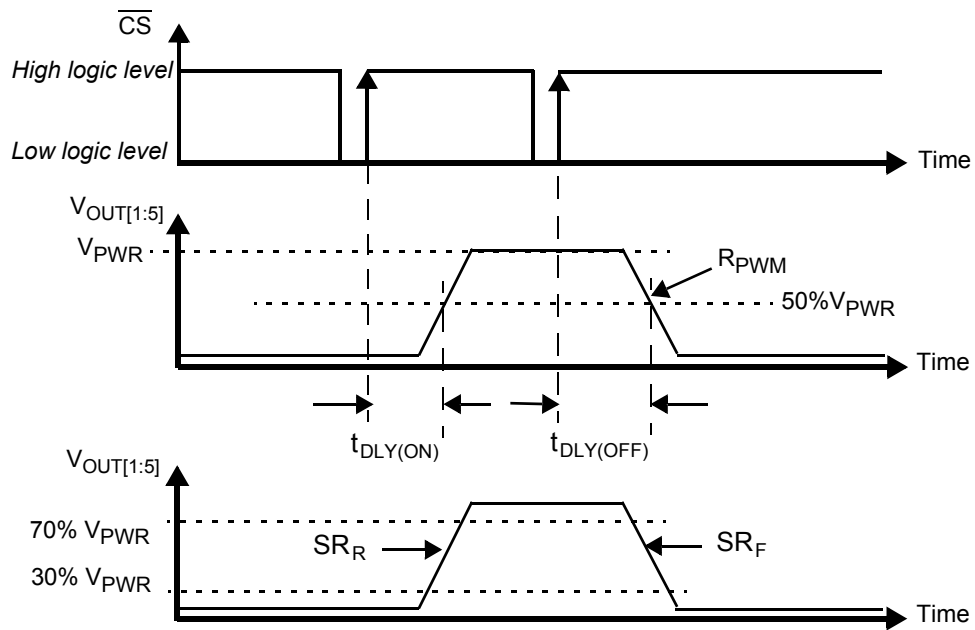 CS
High logic level
Low logic level
Time
VOUT[1:5]
VPWR
RPWM
50%VPWR
Time
tDLY(ON)
tDLY(OFF)
VOUT[1:5]
70% VPWR
SRR
SRF
30% VPWR
Time